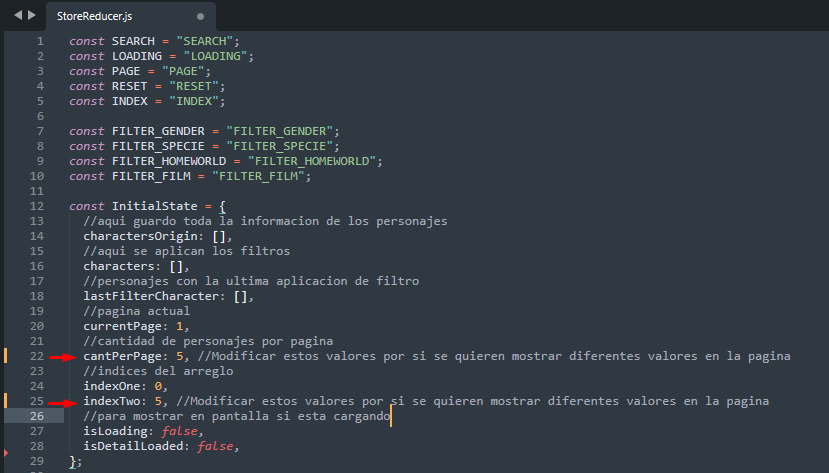 StoreReducer.js
1 const SEARCH = "SEARCH";
2 const LOADING = "LOADING";
3 const PAGE = "PAGE";
4 const RESET = "RESET";
5 const INDEX = "INDEX";
6
7 const FILTER_GENDER = "FILTER_GENDER";
8 const FILTER_SPECIE = "FILTER_SPECIE";
9 const FILTER_HOMEWORLD = "FILTER_HOMEWORLD";
10 const FILTER_FILM = "FILTER_FILM";
11
12 const InitialState = {
13 //aqui guardo toda la informacion de los personajes
14 charactersOrigin: [],
15 //aqui se aplican los filtros
16 characters: [],
17 //personajes con la ultima aplicacion de filtro
18 lastFilterCharacter: [],
19 //pagina actual
20 currentPage: 1,
21 //cantidad de personajes por pagina
22 cantPerPage: 5, //Modificar estos valores por si se quieren mostrar diferentes valores en la pagina
23 //indices del arreglo
24 indexOne: 0,
25 indexTwo: 5, //Modificar estos valores por si se quieren mostrar diferentes valores en la pagina
26 //para mostrar en pantalla si esta cargando
27 isLoading: false,
28 isDetailLoaded: false,
29 };